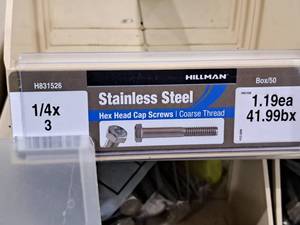 HILLMAN
H831526
Box/50
1/4x
3
Stainless Steel
Hex Head Cap Screws | Coarse Thread
1.19ea
41.99bx